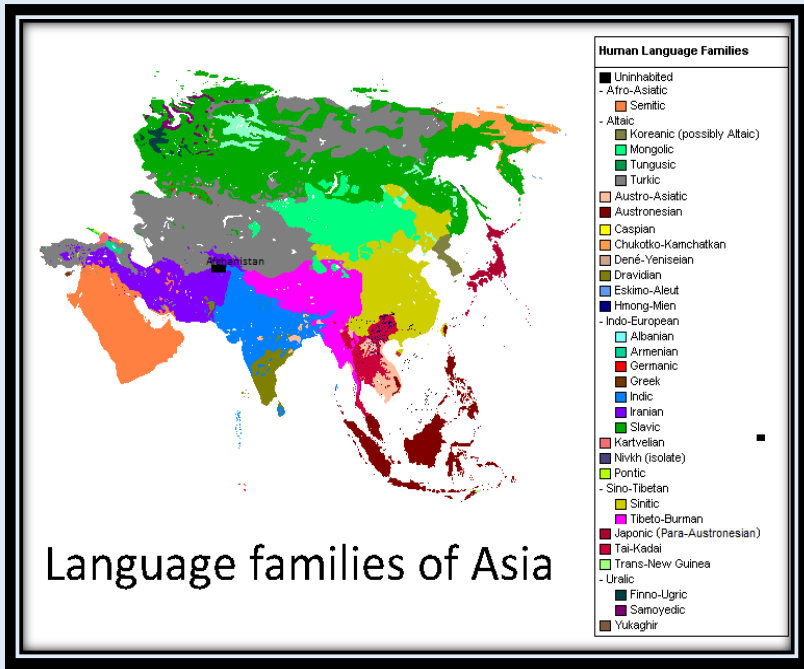 Human Language Families
Uninhabited
- Afro-Asiatic
Semitic
- Altaic
Koreanic (possibly Altaic)
Mongolic
Tungusic
Turkic
Austro-Asiatic
Austronesian
Caspian
Chukotko-Kamchatkan
Dené-Yeniseian
Dravidian
Eskimo-Aleut
Hmong-Mien
- Indo-European
Albanian
Armenian
Germanic
Greek
Indic
Iranian
Slavic
Kartvelian
Nivkh (isolate)
Pontic
- Sino-Tibetan
Sinitic
Tibeto-Burman
Japonic (Para-Austronesian)
Tai-Kadai
Trans-New Guinea
- Uralic
Finno-Ugric
Samoyedic
Yukaghir
Afghanistan
Language families of Asia